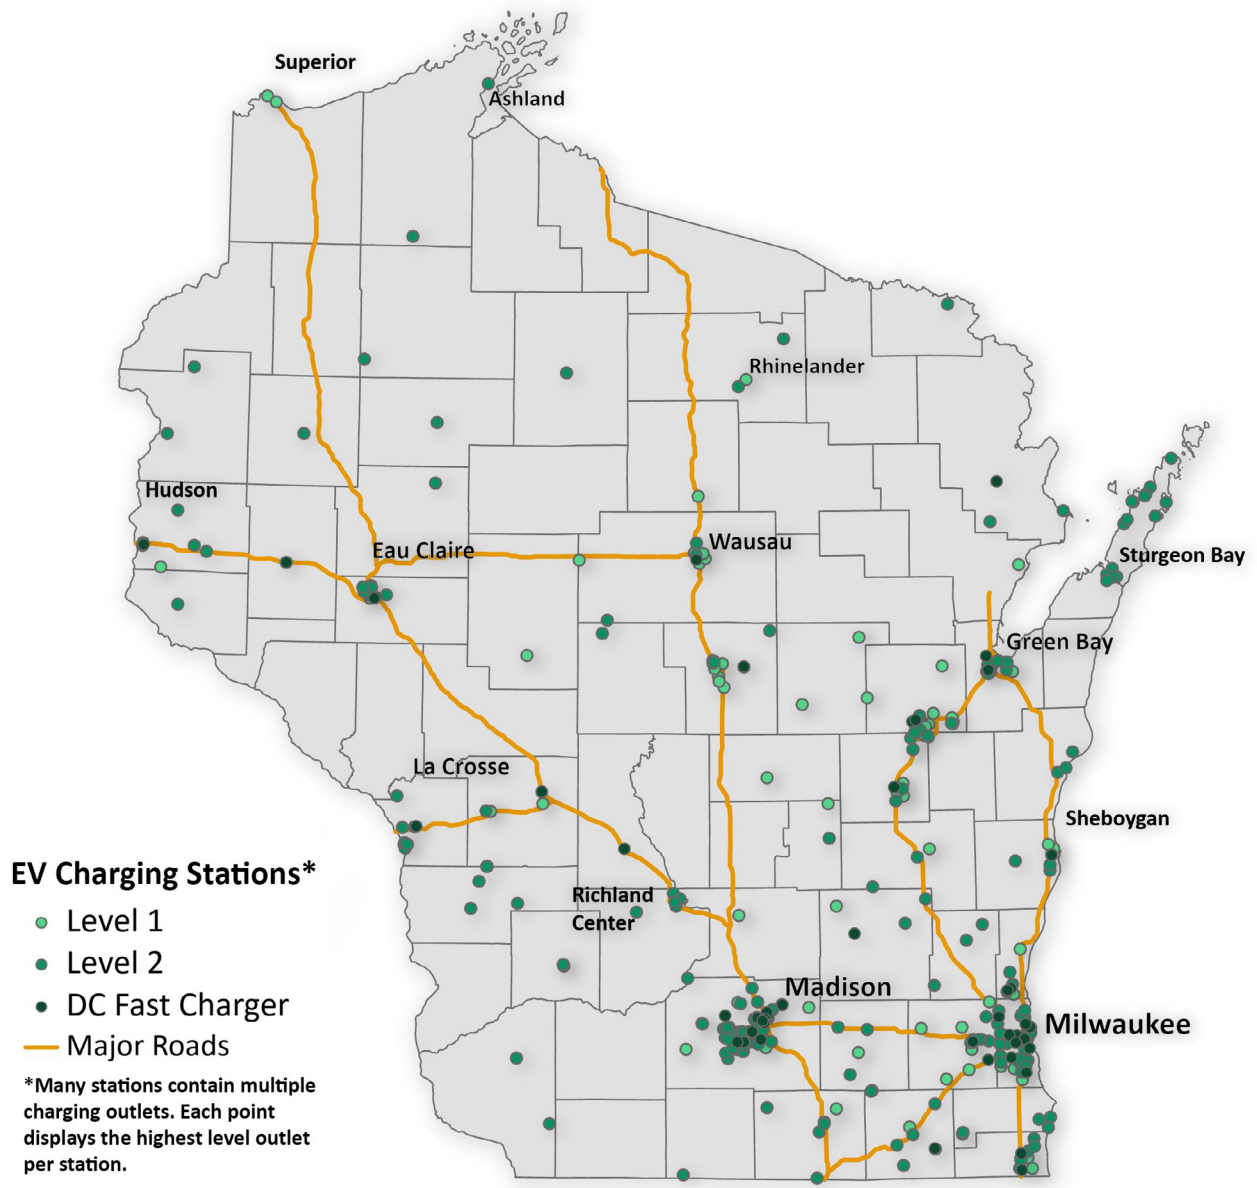 Superior
Ashland
Rhinelander
Hudson
Wausau
Eau Claire
Sturgeon Bay
Green Bay
La Crosse
Sheboygan
EV Charging Stations*
Level 1
Level 2
DC Fast Charger
Major Roads
*Many stations contain multiple
charging outlets. Each point
displays the highest level outlet
per station.
Richland
Center
Madison
Milwaukee